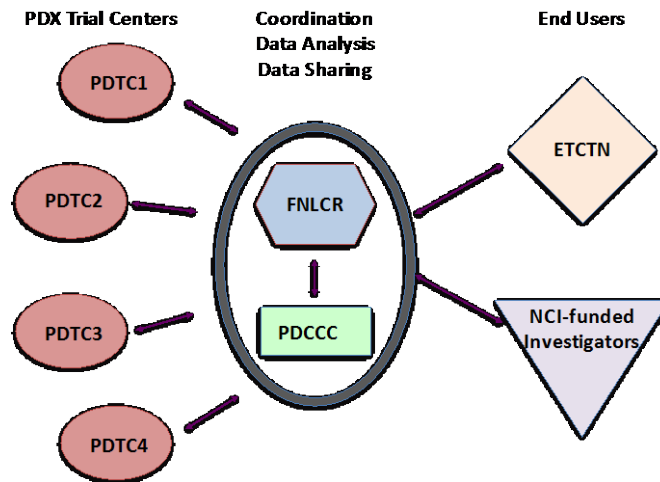 PDX Trial Centers
Coordination
Data Analysis
Data Sharing
End Users
PDTC1
PDTC2
PDTC3
PDTC4
FNLCR
PDCCC
ETCTN
NCI-funded
Investigators